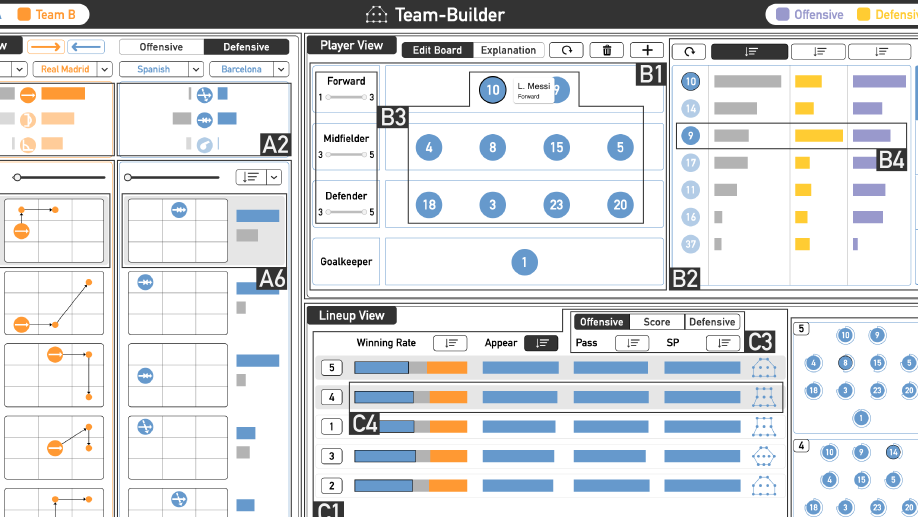 Team B
Team-Builder
Offensive
Defensive
Offensive
Defensive
Real Madrid
Spanish
Barcelona
A2
A6
Player View
Edit Board
Explanation
B1
Forward
1
3
10
L. Messi
Forward
9
B3
Midfielder
3
5
4
8
15
5
Defender
3
5
18
3
23
20
Goalkeeper
1
10
14
9
17
11
16
37
B4
B2
Lineup View
Offensive
Score
Defensive
C3
Winning Rate
Appear
Pass
SP
5
4
C4
1
3
2
C1
5
10
9
4
8
15
5
18
3
23
20
1
4
10
9
14
4
15
5
18
3
23
20